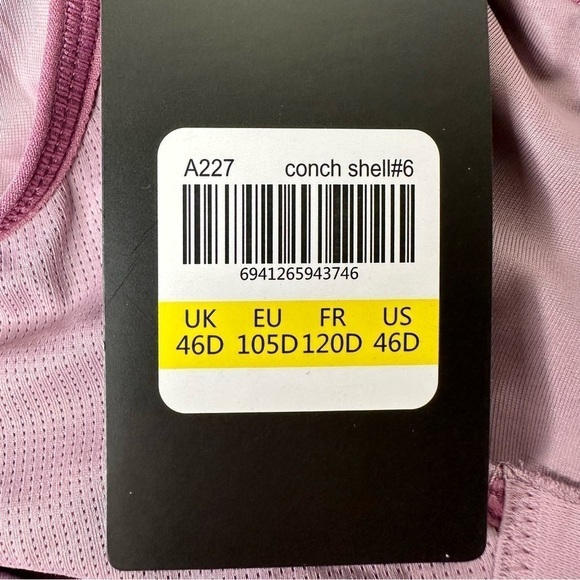 A227 conch shell#6
6941265943746
UK EU FR US
46D 105D 120D 46D